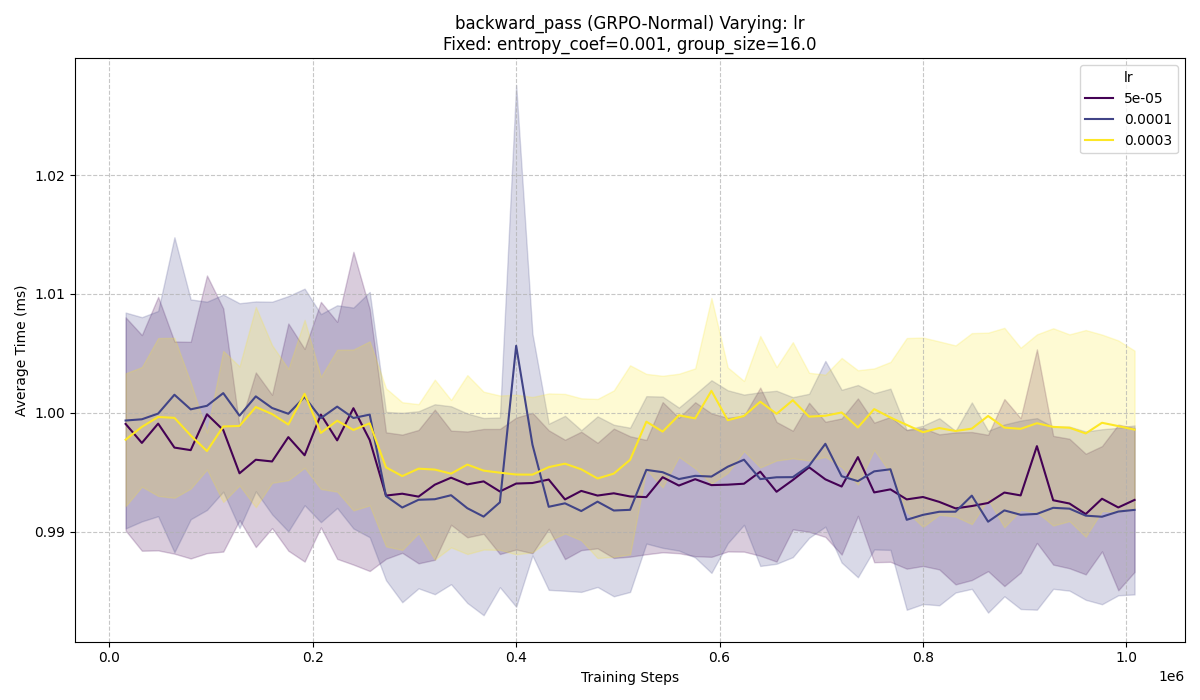 backward_pass (GRPO-Normal) Varying: lr
Fixed: entropy_coef=0.001, group_size=16.0
lr
5e-05
0.0001
0.0003
Average Time (ms)
1.02
1.01
1.00
0.99
0.0
0.2
0.4
0.6
0.8
1.0
1e6
Training Steps